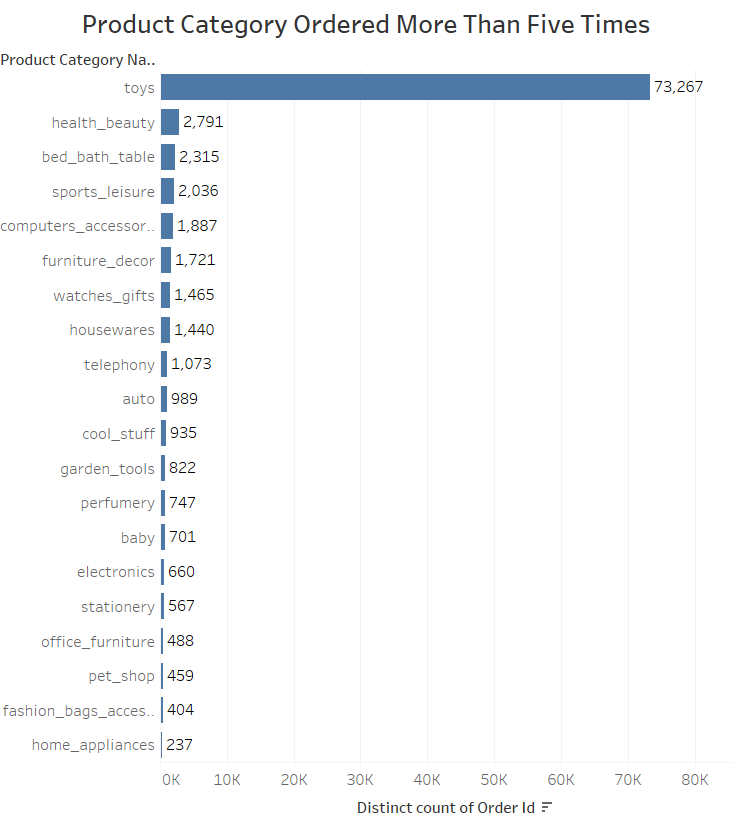 Product Category Ordered More Than Five Times
Product Category Na..
toys 73,267
health_beauty 2,791
bed_bath_table 2,315
sports_leisure 2,036
computers_accessor.. 1,887
furniture_decor 1,721
watches_gifts 1,465
housewares 1,440
telephony 1,073
auto 989
cool_stuff 935
garden_tools 822
perfumery 747
baby 701
electronics 660
stationery 567
office_furniture 488
pet_shop 459
fashion_bags_acces.. 404
home_appliances 237
0K 10K 20K 30K 40K 50K 60K 70K 80K
Distinct count of Order Id